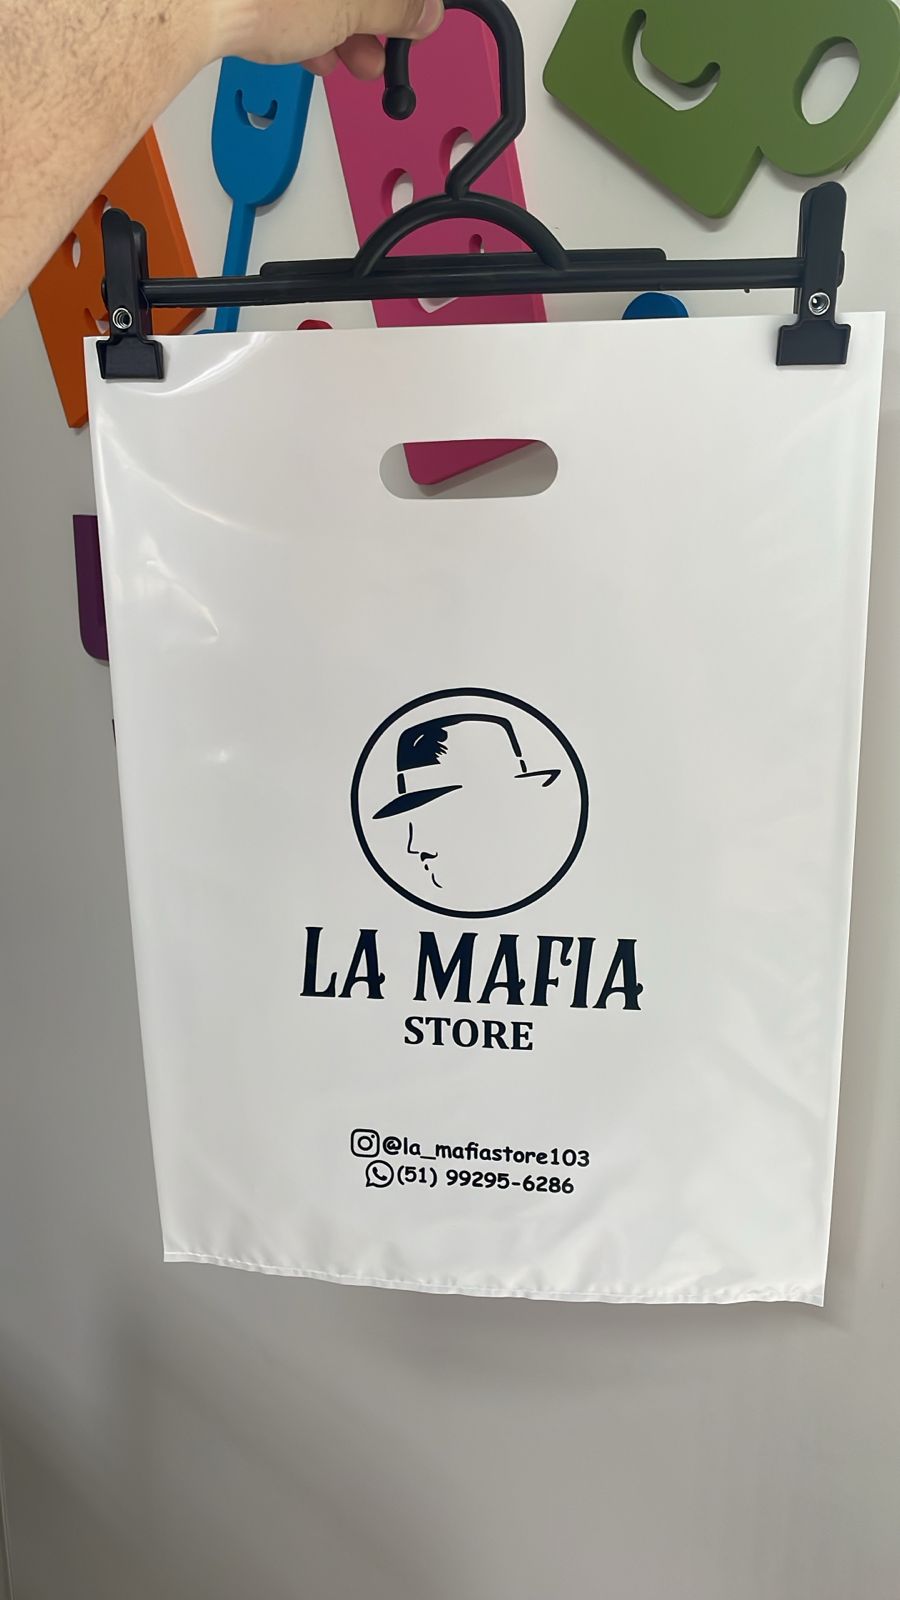 LA MAFIA
STORE
@la_mafiastore103
(51) 99295-6286